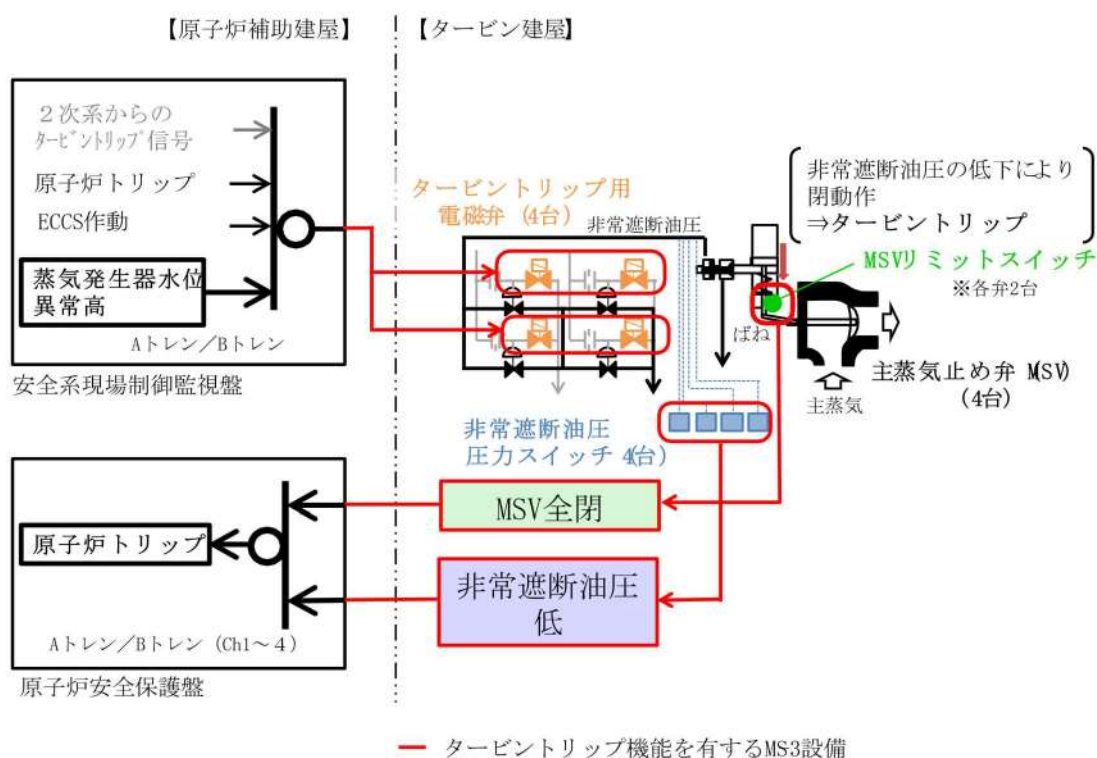 【原子炉補助建屋】
【タービン建屋】
２次系からの
ﾀｰﾋﾞﾝﾄﾘｯﾌﾟ信号
原子炉トリップ
ECCS作動
蒸気発生器水位
異常高
Aトレン／Bトレン
安全系現場制御監視盤
タービントリップ用
電磁弁 (4台)
非常遮断油圧
非常遮断油圧の低下により
閉動作
⇒タービントリップ
MSVリミットスイッチ
※各弁2台
ばね
主蒸気止め弁 MSV)
(4台)
主蒸気
非常遮断油圧
圧力スイッチ 4台)
MSV全閉
原子炉トリップ
非常遮断油圧
低
Aトレン／Bトレン (Ch1～４)
原子炉安全保護盤
タービントリップ機能を有するMS3設備